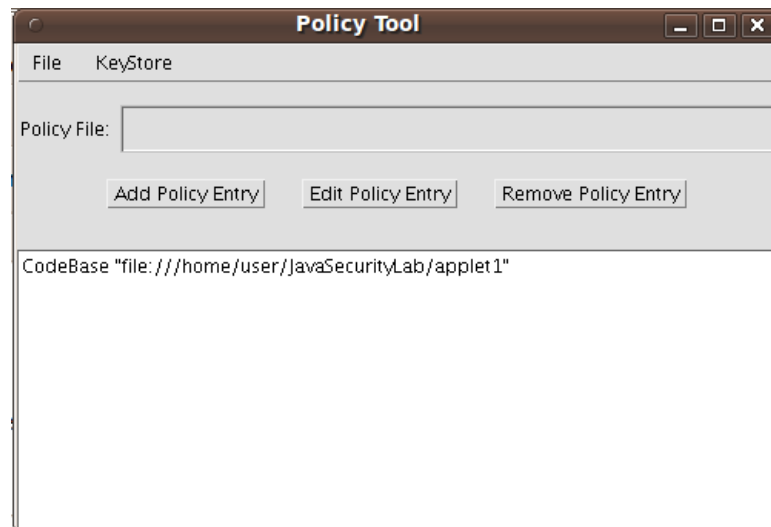 Policy Tool
File KeyStore
Policy File:
Add Policy Entry Edit Policy Entry Remove Policy Entry
CodeBase "file:///home/user/JavaSecurityLab/applet1"